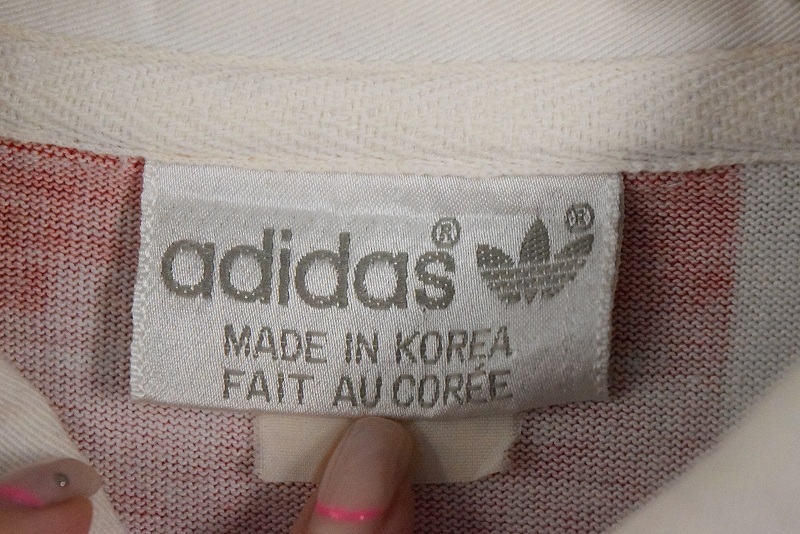 adidas® ®
MADE IN KOREA
FAIT AU CORÉE